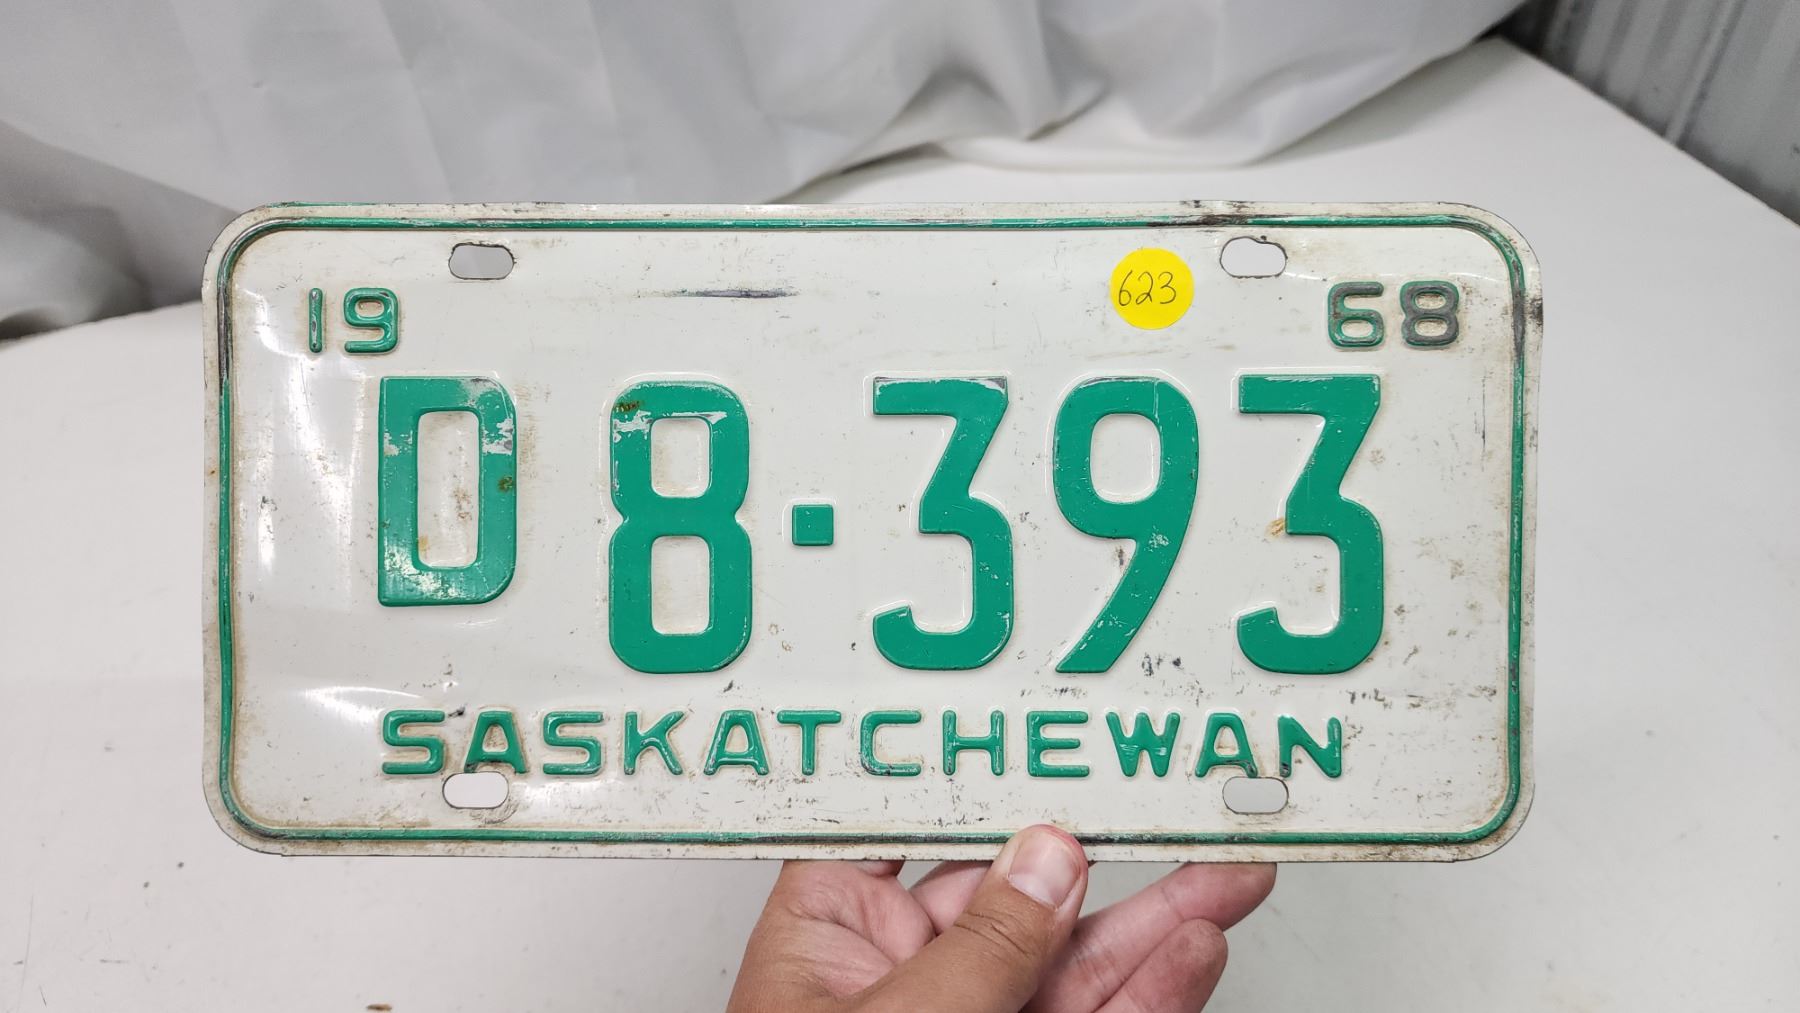 623
19 68
D 8·393
SASKATCHEWAN